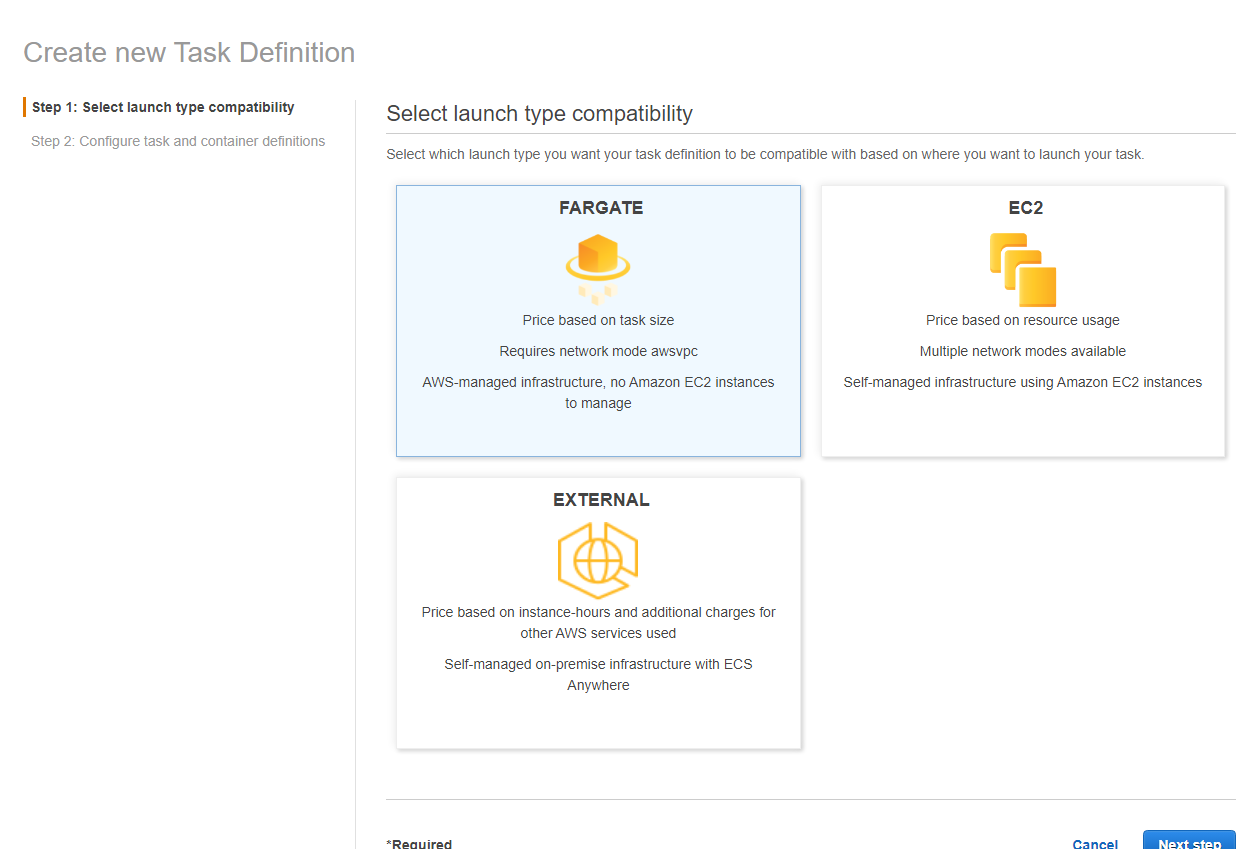 Create new Task Definition
Step 1: Select launch type compatibility
Step 2: Configure task and container definitions
Select launch type compatibility
Select which launch type you want your task definition to be compatible with based on where you want to launch your task.
FARGATE
Price based on task size
Requires network mode awsvpc
AWS-managed infrastructure, no Amazon EC2 instances
to manage
EC2
Price based on resource usage
Multiple network modes available
Self-managed infrastructure using Amazon EC2 instances
EXTERNAL
Price based on instance-hours and additional charges for
other AWS services used
Self-managed on-premise infrastructure with ECS
Anywhere
*Required
Cancel
Next step